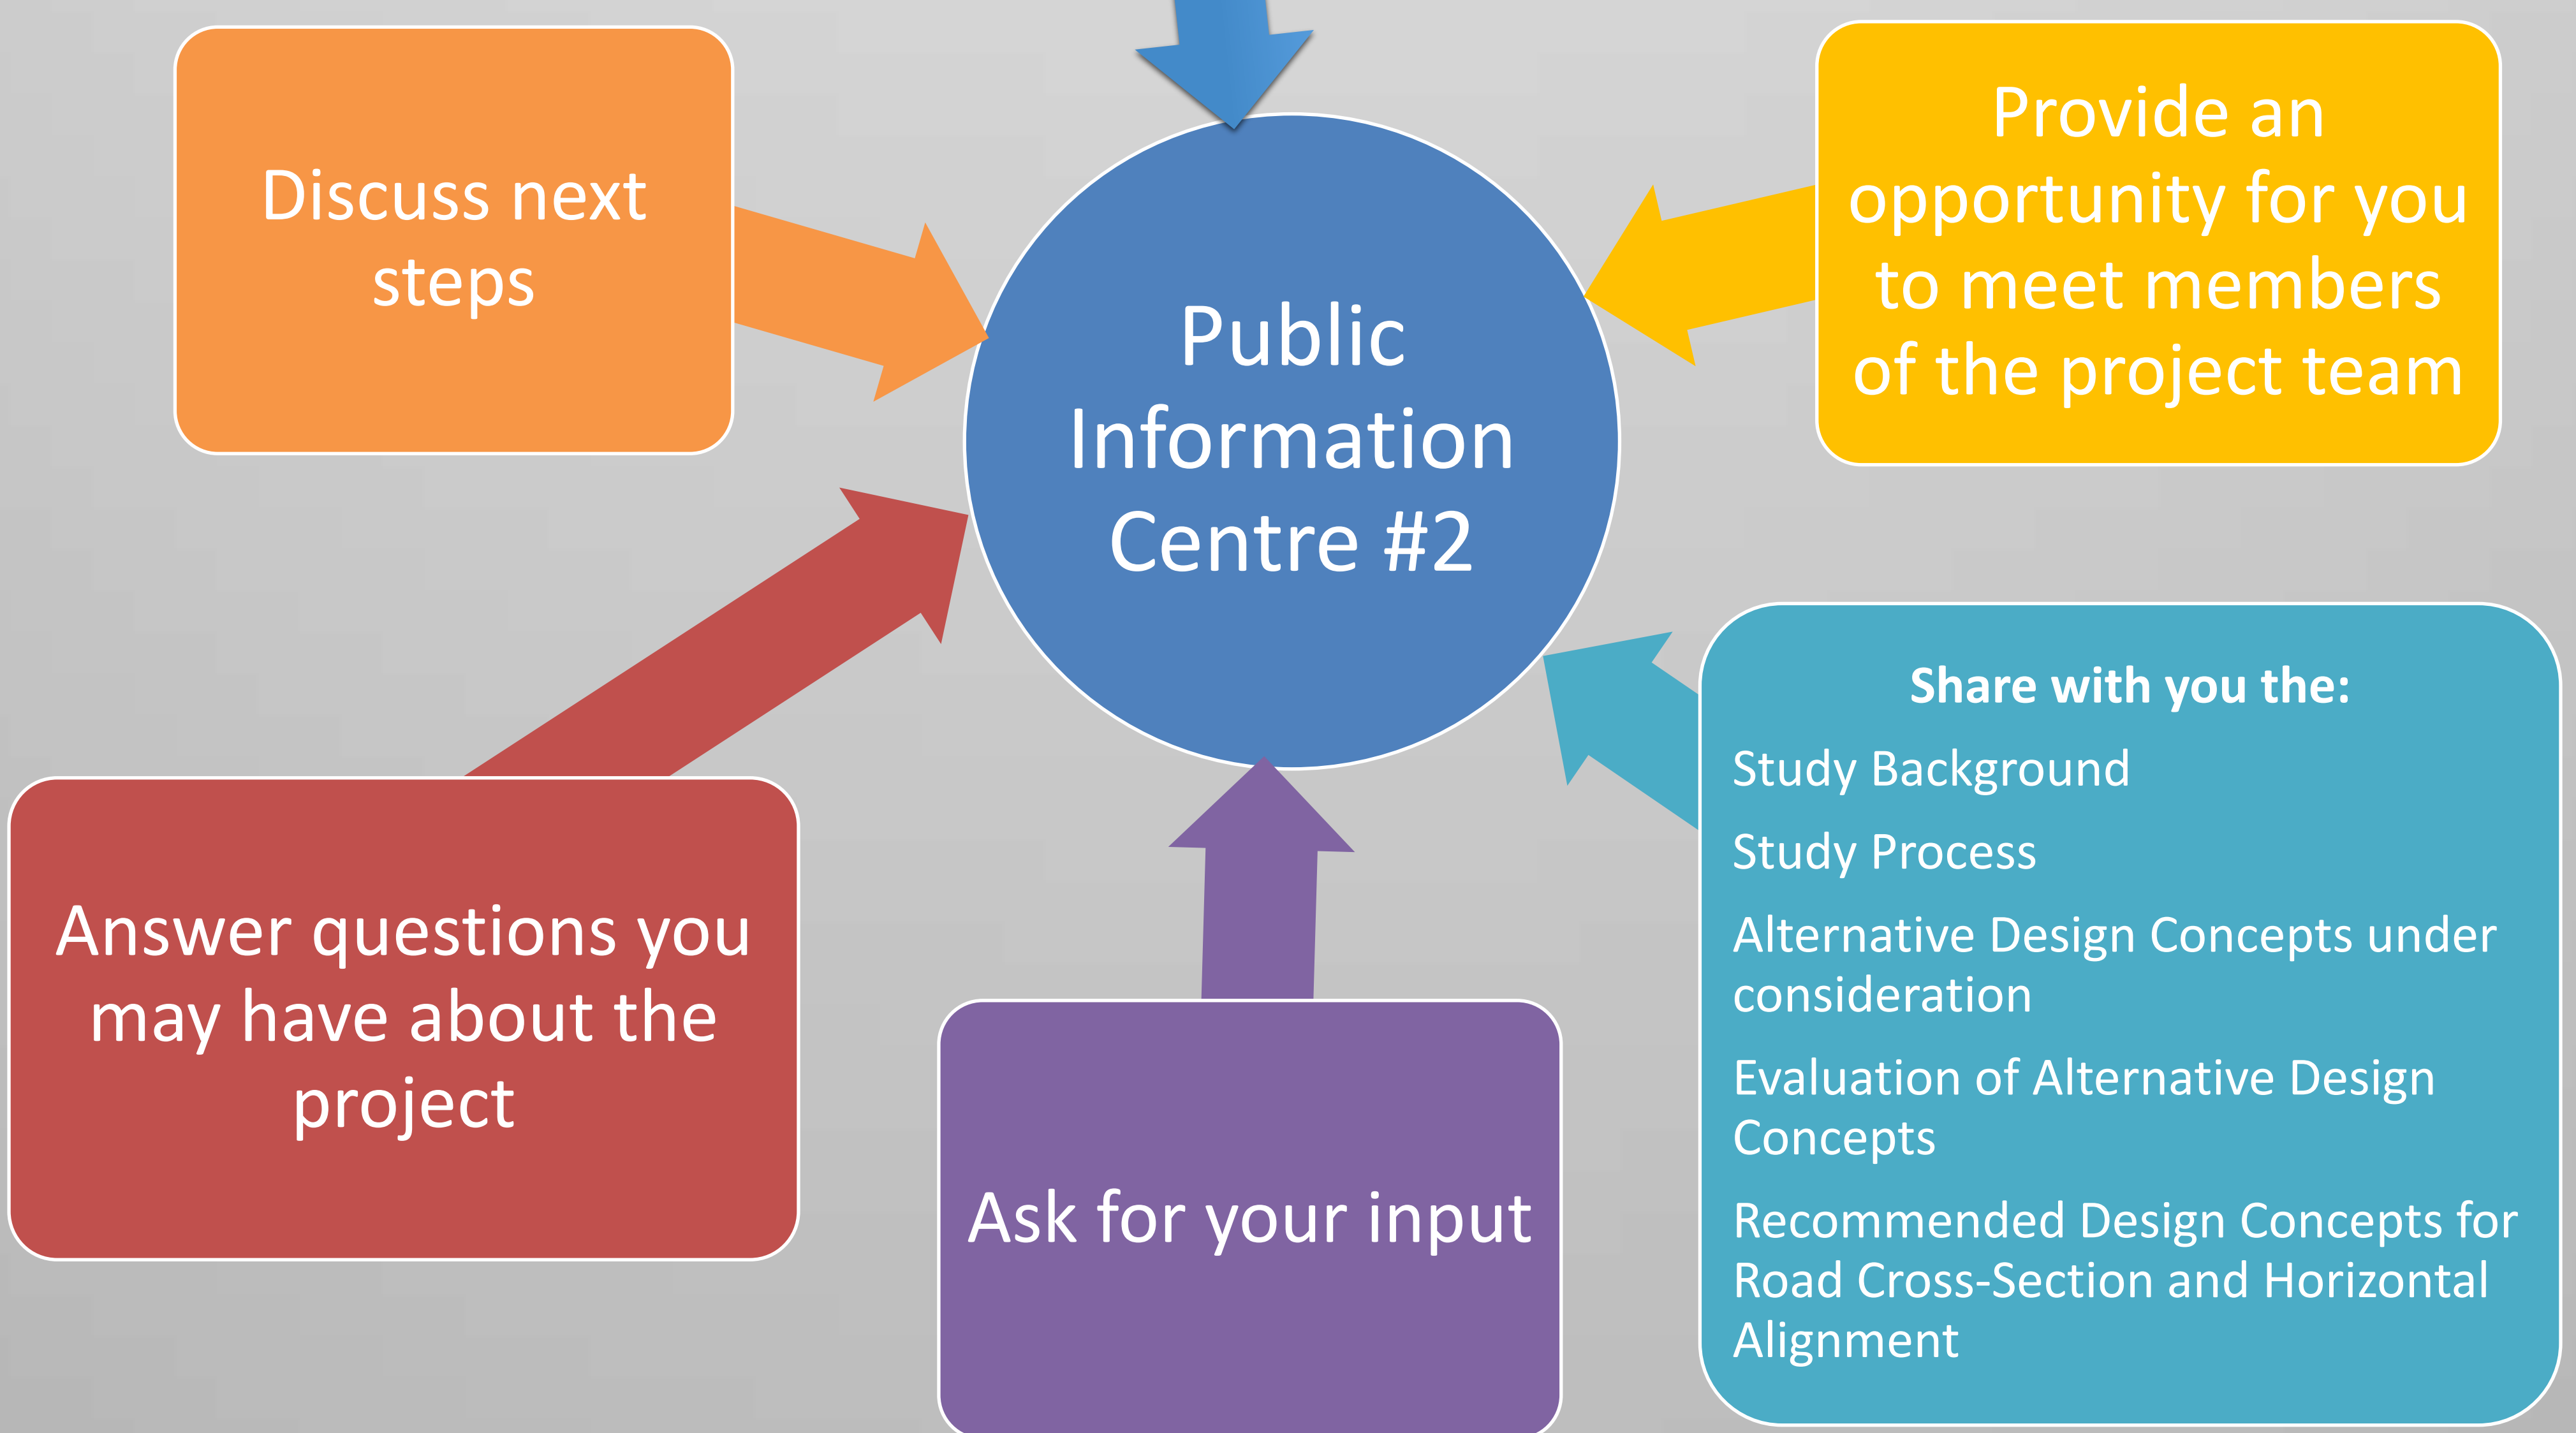 Discuss next
steps
Public
Information
Centre #2
Provide an
opportunity for you
to meet members
of the project team
Answer questions you
may have about the
project
Ask for your input
Share with you the:
Study Background
Study Process
Alternative Design Concepts under
consideration
Evaluation of Alternative Design
Concepts
Recommended Design Concepts for
Road Cross-Section and Horizontal
Alignment